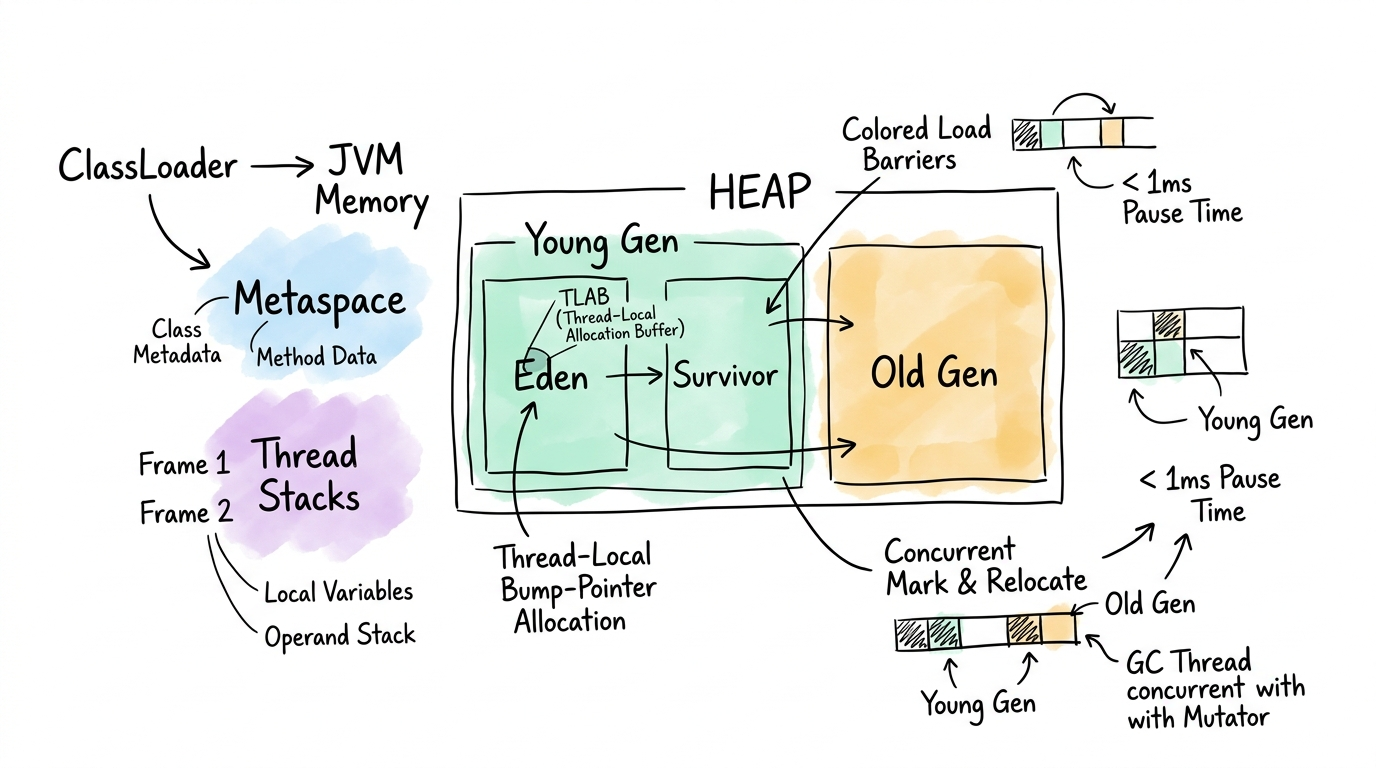 ClassLoader
JVM
Memory
Metaspace
Class
Metadata
Method Data
Thread
Stacks
Frame 1
Frame 2
Local Variables
Operand Stack
HEAP
Young Gen
TLAB
(Thread-Local
Allocation Buffer)
Eden
Survivor
Old Gen
Thread-Local
Bump-Pointer
Allocation
Colored Load
Barriers
< 1ms
Pause Time
Young Gen
< 1ms Pause
Time
Concurrent
Mark & Relocate
Old Gen
Young Gen
GC Thread
concurrent with
with Mutator